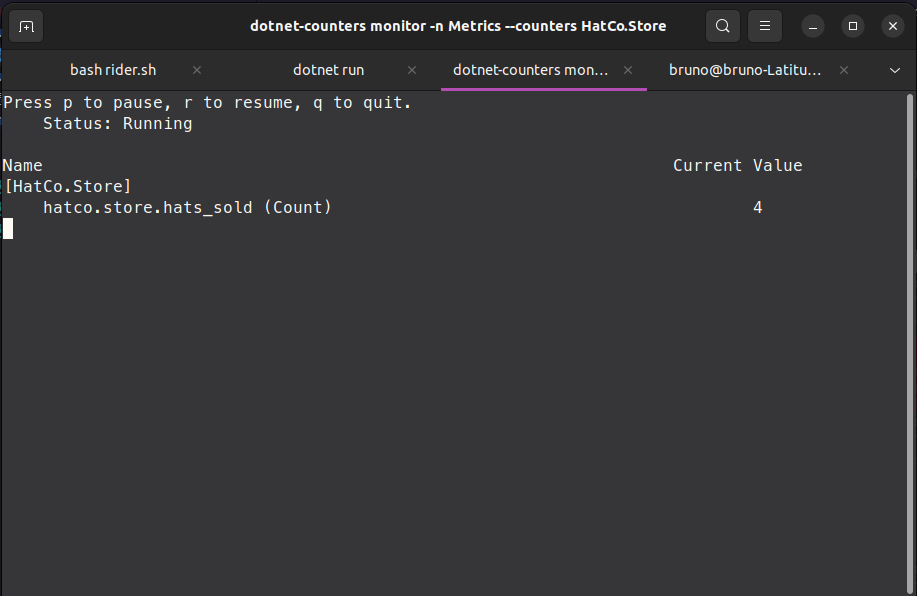 dotnet-counters monitor -n Metrics --counters HatCo.Store
bash rider.sh
dotnet run
dotnet-counters mon...
bruno@bruno-Latitu...
Press p to pause, r to resume, q to quit.
Status: Running
Name Current Value
[HatCo.Store]
hatco.store.hats_sold (Count) 4